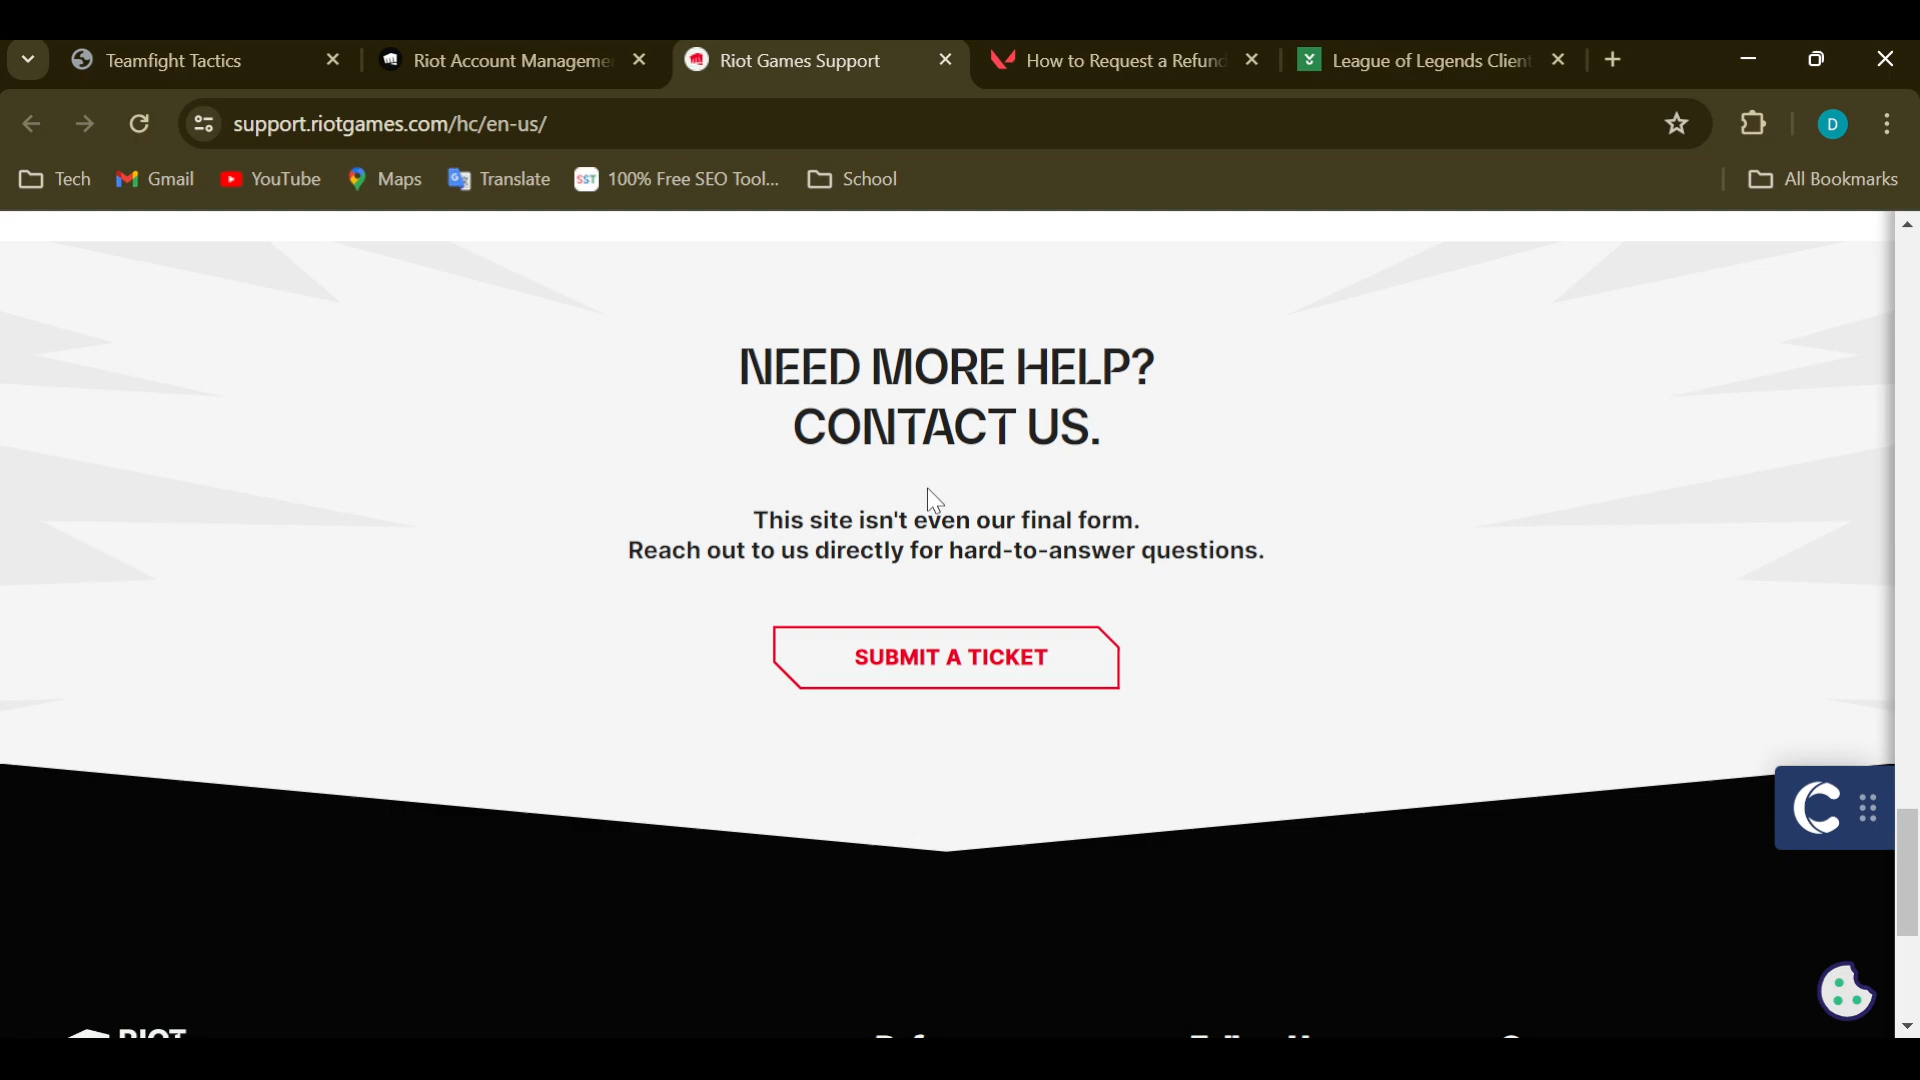 Teamfight Tactics
Riot Account Manageme
Riot Games Support
How to Request a Refund
League of Legends Client
support.riotgames.com/hc/en-us/
D
Tech
Gmail
YouTube
Maps
Translate
SST
100% Free SEO Tool...
School
All Bookmarks
NEED MORE HELP?
CONTACT US.
This site isn't even our final form.
Reach out to us directly for hard-to-answer questions.
SUBMIT A TICKET
RIOT